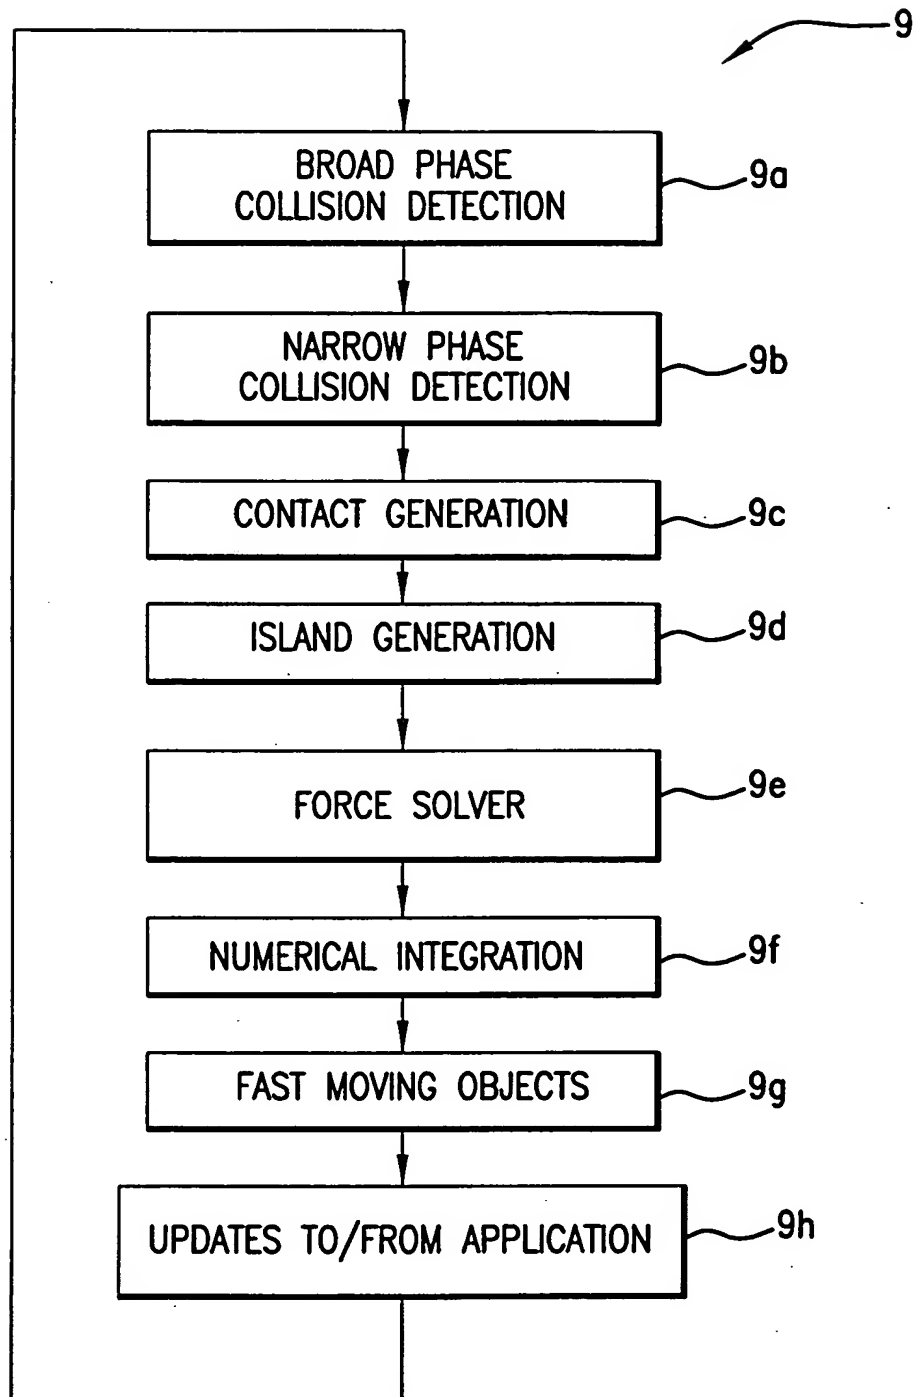 9
BROAD PHASE
COLLISION DETECTION
9a
NARROW PHASE
COLLISION DETECTION
9b
CONTACT GENERATION
9c
ISLAND GENERATION
9d
FORCE SOLVER
9e
NUMERICAL INTEGRATION
9f
FAST MOVING OBJECTS
9g
UPDATES TO/FROM APPLICATION
9h